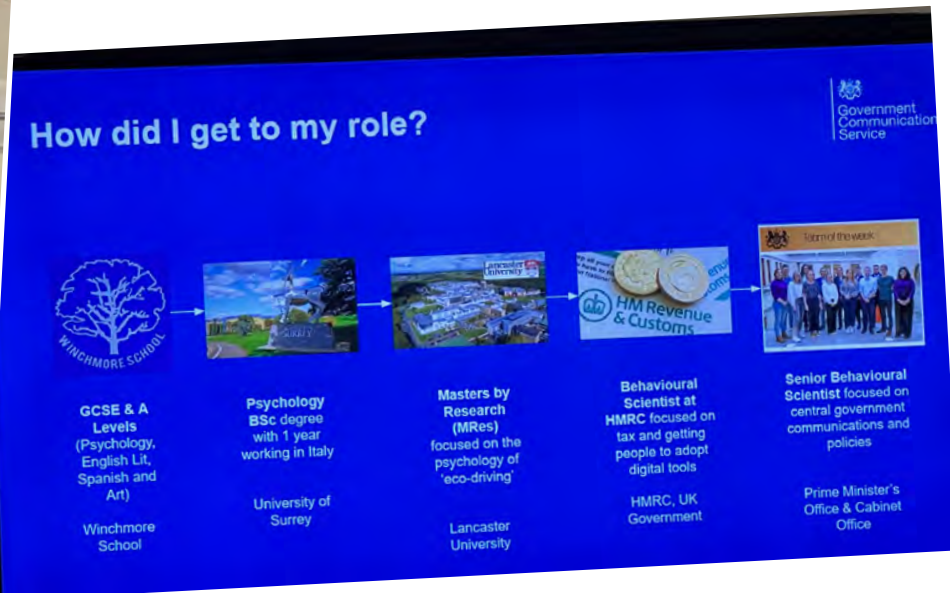 How did I get to my role?
Government
Communication
Service
WINCHMORE SCHOOL
SURREY
Lancaster
University
HM Revenue
& Customs
Team of the week
GCSE & A
Levels
(Psychology,
English Lit,
Spanish and
Art)
Winchmore
School
Psychology
BSc degree
with 1 year
working in Italy
University of
Surrey
Masters by
Research
(MRes)
focused on the
psychology of
'eco-driving'
Lancaster
University
Behavioural
Scientist at
HMRC focused on
tax and getting
people to adopt
digital tools
HMRC, UK
Government
Senior Behavioural
Scientist focused on
central government
communications and
policies
Prime Minister's
Office & Cabinet
Office